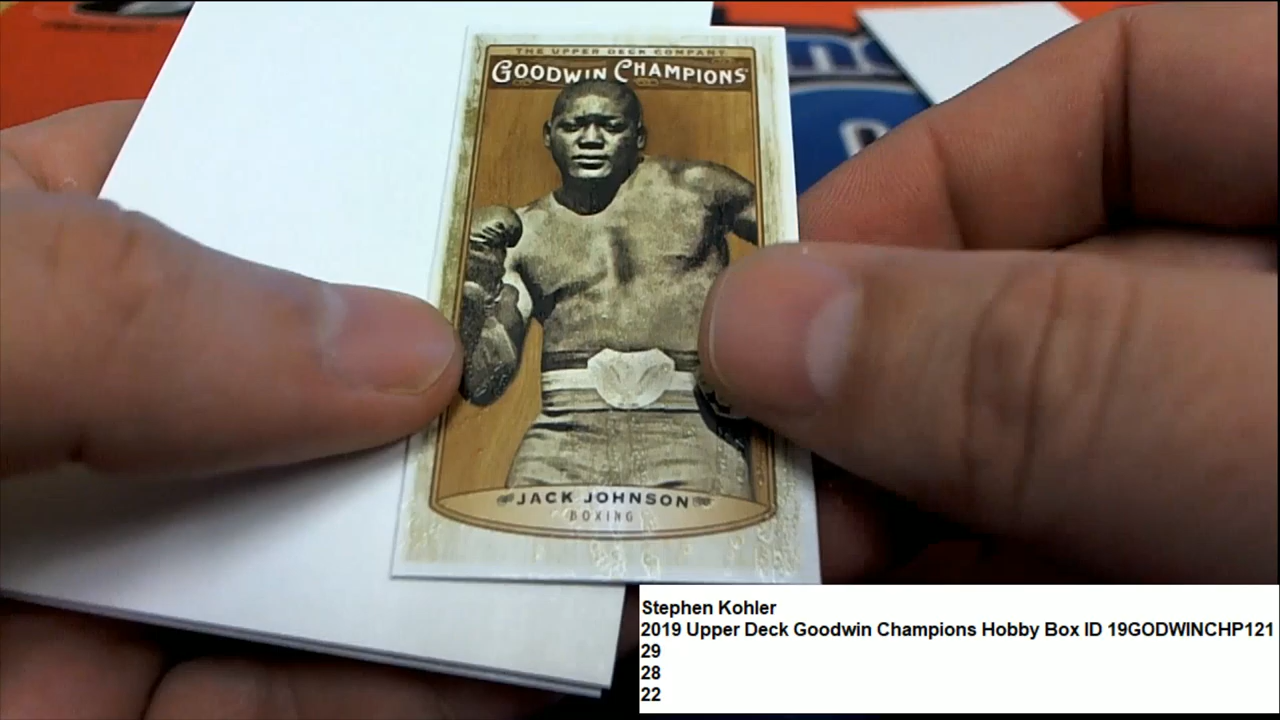 THE UPPER DECK COMPANY
GOODWIN CHAMPIONS
JACK JOHNSON
BOXING
Stephen Kohler
2019 Upper Deck Goodwin Champions Hobby Box ID 19GODWINCHP121
29
28
22